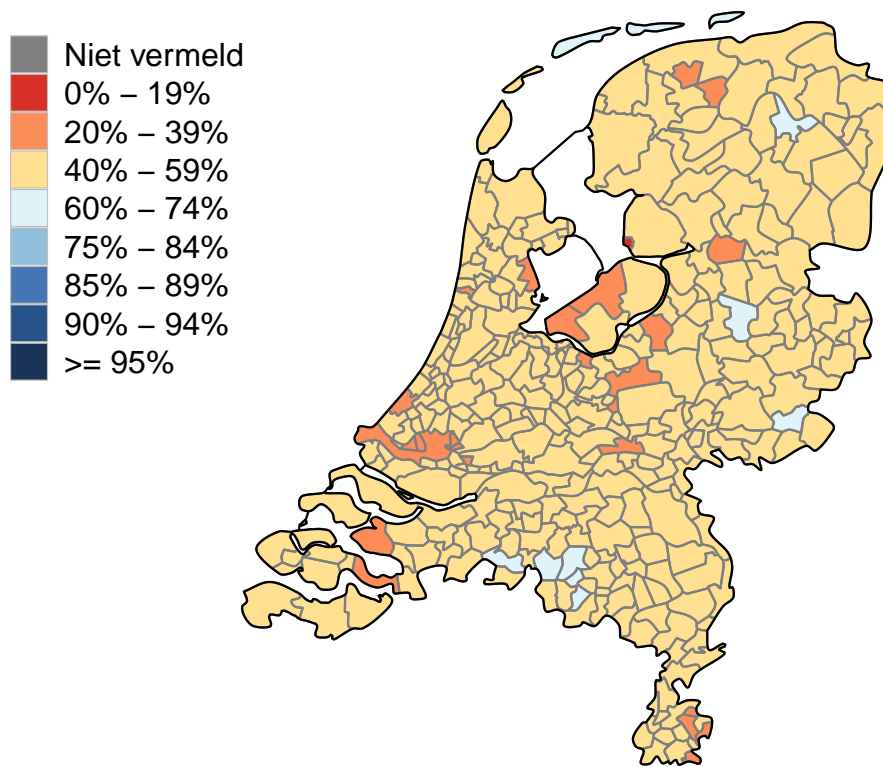 Niet vermeld
0% – 19%
20% – 39%
40% – 59%
60% – 74%
75% – 84%
85% – 89%
90% – 94%
>= 95%